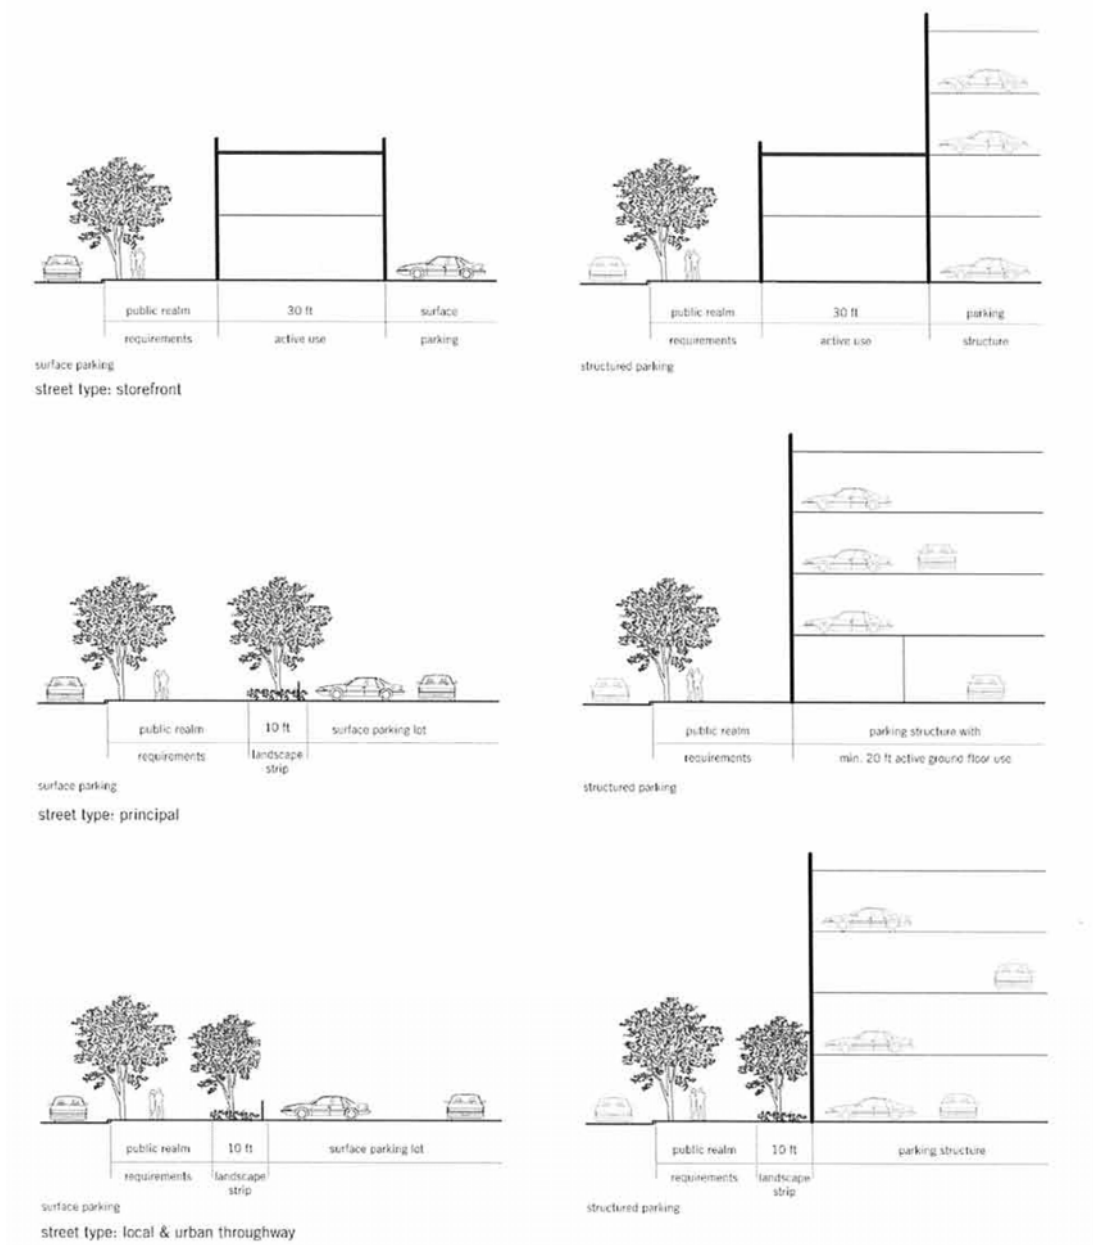 public realm
30 ft
surface
requirements
active use
parking
surface parking
street type: storefront
public realm
30 ft
parking
requirements
active use
structure
structured parking
public realm
10 ft
surface parking lot
requirements
landscape
strip
surface parking
street type: principal
public realm
parking structure with
requirements
min. 20 ft active ground floor use
structured parking
public realm
10 ft
surface parking lot
requirements
landscape
strip
surface parking
street type: local & urban throughway
public realm
10 ft
parking structure
requirements
landscape
strip
structured parking